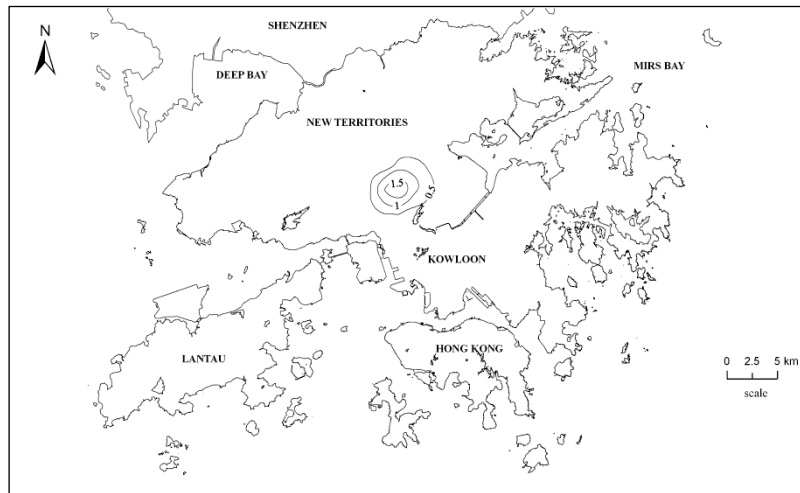 SHENZHEN
N
DEEP BAY
MIRS BAY
NEW TERRITORIES
1.5
0.5
1
KOWLOON
LANTAU
HONG KONG
0 2.5 5 km
scale